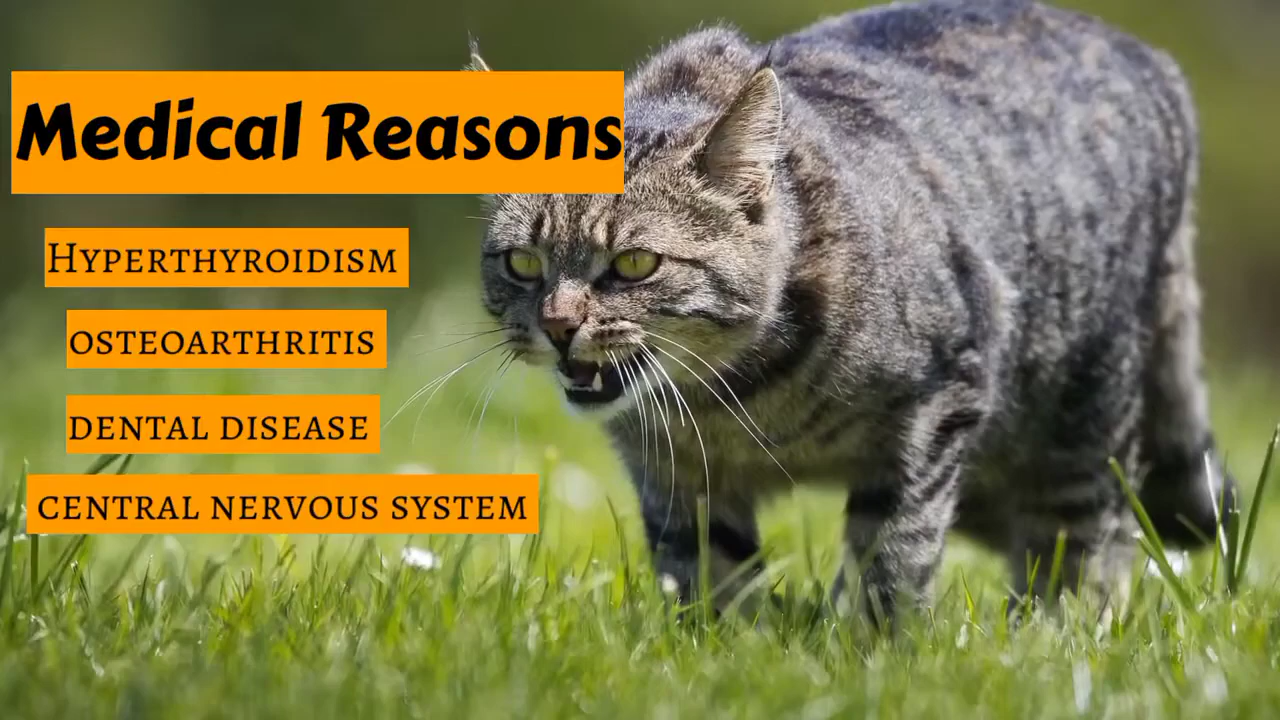 Medical Reasons
Hyperthyroidism
osteoarthritis
dental disease
central nervous system